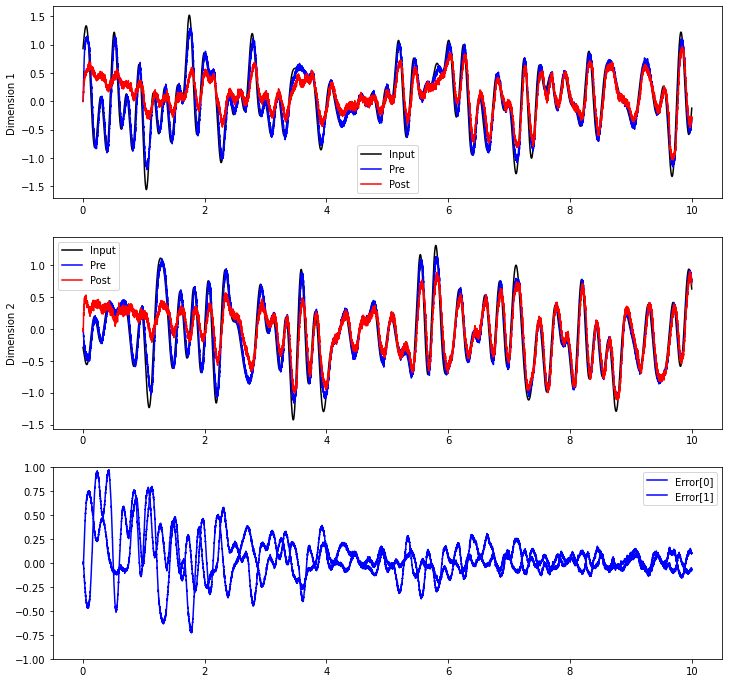 Dimension 1
1.5
1.0
0.5
0.0
−0.5
−1.0
−1.5
Input
Pre
Post
0 2 4 6 8 10
Dimension 2
1.0
0.5
0.0
−0.5
−1.0
−1.5
Input
Pre
Post
0 2 4 6 8 10
1.00
0.75
0.50
0.25
0.00
−0.25
−0.50
−0.75
−1.00
Error[0]
Error[1]
0 2 4 6 8 10